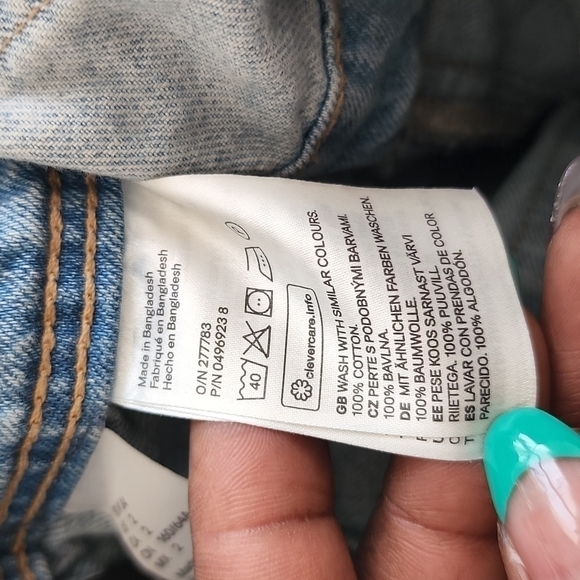 Made in Bangladesh
Fabriqué en Bangladesh
Hecho en Bangladesh
O/N 277783
P/N 0496923 8
40
clevercare.info
GB WASH WITH SIMILAR COLOURS.
100% COTTON.
CZ PERTE S PODOBNÝMI BARVAMI.
100% BAVLNA.
DE MIT ÄHNLICHEN FARBEN WASCHEN.
100% BAUMWOLLE.
EE PESE KOOS SARNAST VÄRVI
RIIETEGA. 100% PUUVILL.
ES LAVAR CON PRENDAS DE COLOR
PARECIDO. 100% ALGODÓN.